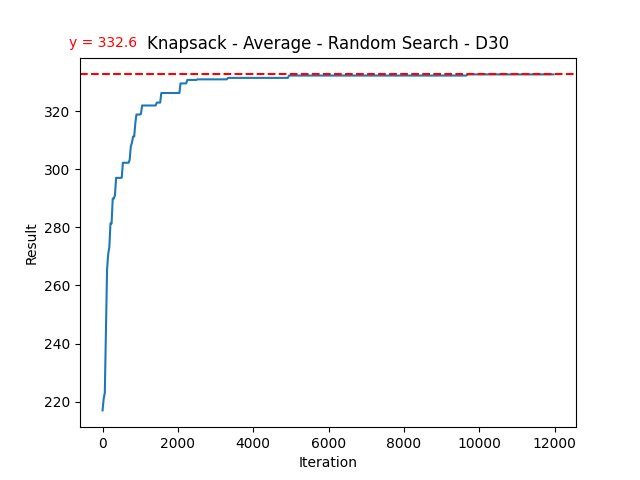 y = 332.6
Knapsack - Average - Random Search - D30
320
300
280
260
240
220
Result
0 2000 4000 6000 8000 10000 12000
Iteration